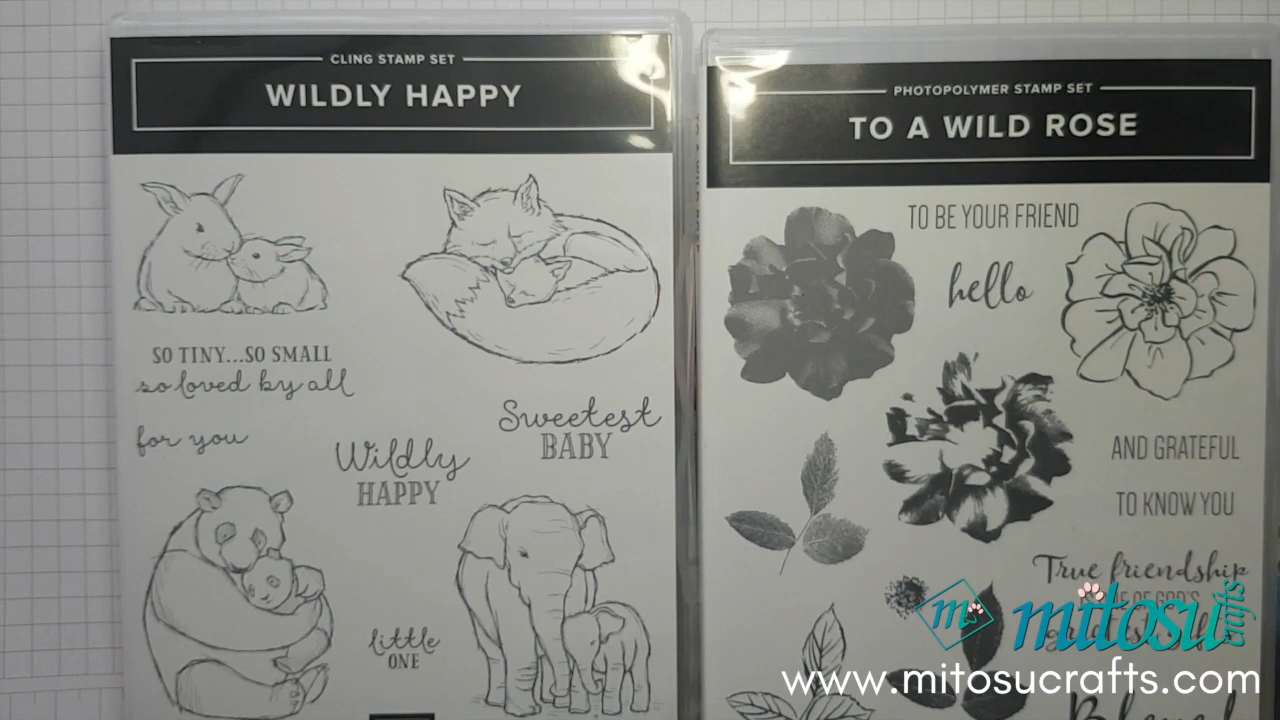 CLING STAMP SET
WILDLY HAPPY
SO TINY...SO SMALL
so loved by all
for you
Sweetest
BABY
Wildly
HAPPY
little
ONE
PHOTOPOLYMER STAMP SET
TO A WILD ROSE
TO BE YOUR FRIEND
hello
AND GRATEFUL
TO KNOW YOU
True friendship
OF GOD'S
mitosu
crafts
www.mitosucrafts.com